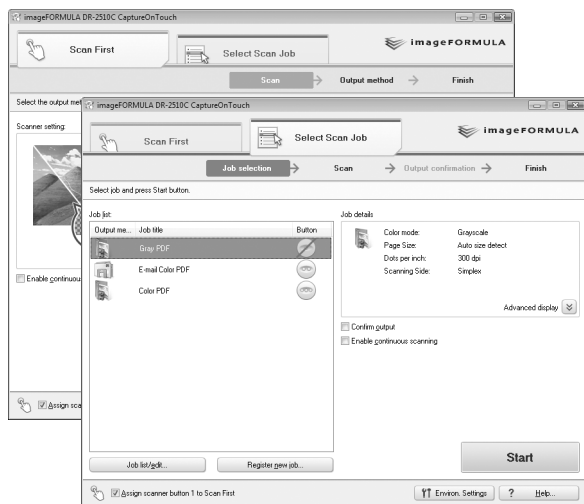 imageFORMULA DR-2510C CaptureOnTouch
Scan First
Select Scan Job
imageFORMULA
Scan
Output method
Finish
Select the output met
Scanner setting:
Enable continuou
Assign sca
imageFORMULA DR-2510C CaptureOnTouch
Scan First
Select Scan Job
imageFORMULA
Job selection
Scan
Output confirmation
Finish
Select job and press Start button.
Job list:
Output me... Job title Button
Gray PDF
E-mail Color PDF
Color PDF
Job list/edit...
Register new job...
Job details
Color mode: Grayscale
Page Size: Auto size detect
Dots per inch: 300 dpi
Scanning Side: Simplex
Advanced display
Confirm output
Enable continuous scanning
Start
Assign scanner button 1 to Scan First
Environ. Settings
? Help...